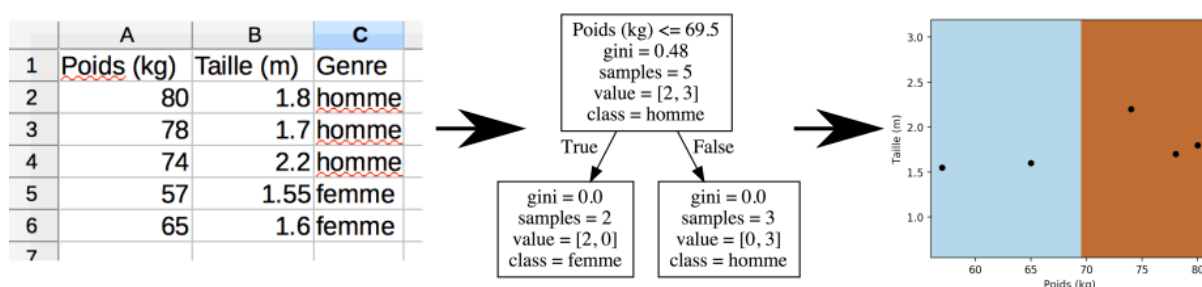 A B C
1 Poids (kg) Taille (m) Genre
2 80 1.8 homme
3 78 1.7 homme
4 74 2.2 homme
5 57 1.55 femme
6 65 1.6 femme
7
Poids (kg) <= 69.5
gini = 0.48
samples = 5
value = [2, 3]
class = homme
True False
gini = 0.0
samples = 2
value = [2, 0]
class = femme
gini = 0.0
samples = 3
value = [0, 3]
class = homme
Taille (m)
3.0
2.5
2.0
1.5
1.0
60 65 70 75 80
Poids (kg)